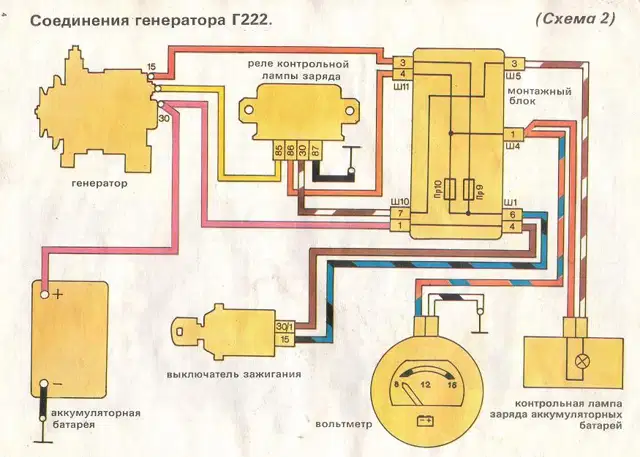 Соединения генератора Г222.
(Схема 2)
4
15
30
генератор
реле контрольной
лампы заряда
85
86
30
87
3
4
Ш11
3
Ш5
монтажный
блок
1
Ш4
Пр10
Пр9
Ш10
7
1
Ш1
6
4
+
−
аккумуляторная
батарея
30/1
15
выключатель зажигания
8
12
16
− +
вольтметр
контрольная лампа
заряда аккумуляторных
батарей